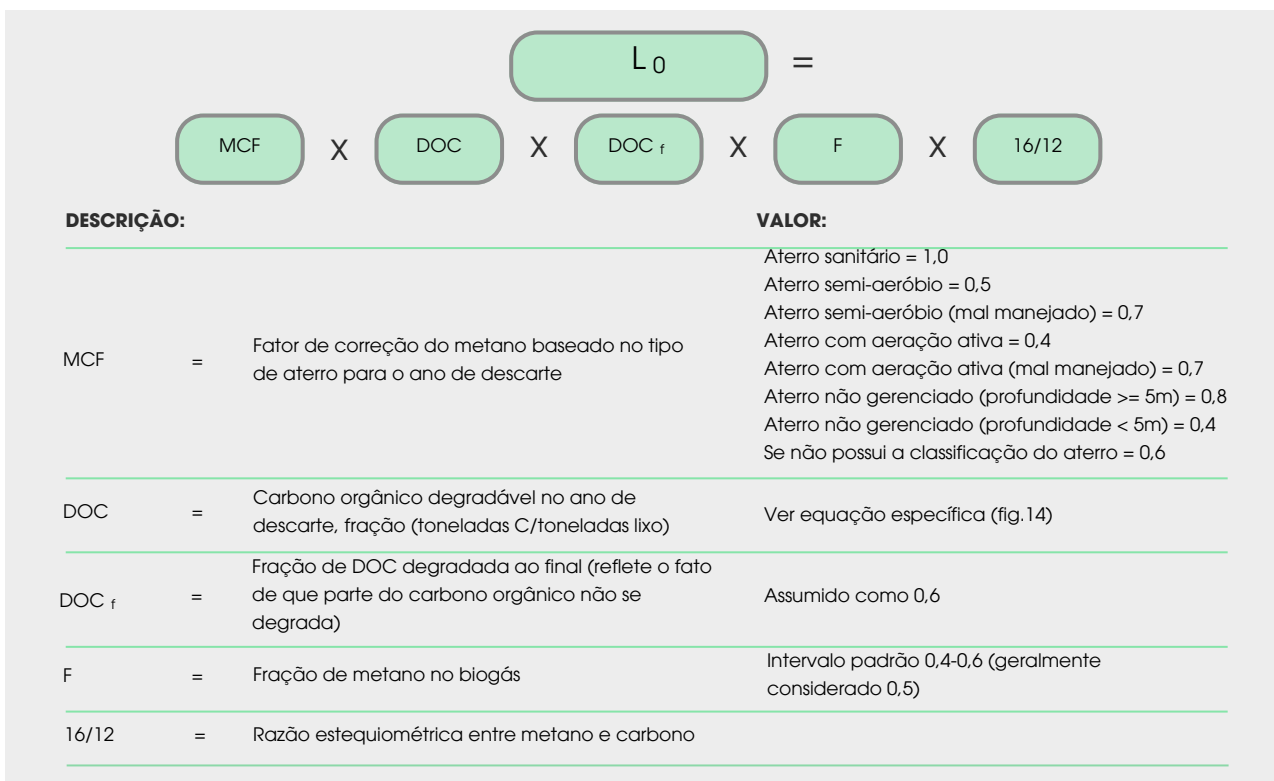 L 0 =
MCF X DOC X DOC f X F X 16/12
DESCRIÇÃO: VALOR:
MCF = Fator de correção do metano baseado no tipo
de aterro para o ano de descarte
Aterro sanitário = 1,0
Aterro semi-aeróbio = 0,5
Aterro semi-aeróbio (mal manejado) = 0,7
Aterro com aeração ativa = 0,4
Aterro com aeração ativa (mal manejado) = 0,7
Aterro não gerenciado (profundidade >= 5m) = 0,8
Aterro não gerenciado (profundidade < 5m) = 0,4
Se não possui a classificação do aterro = 0,6
DOC = Carbono orgânico degradável no ano de
descarte, fração (toneladas C/toneladas lixo)
Ver equação específica (fig.14)
DOC f = Fração de DOC degradada ao final (reflete o fato
de que parte do carbono orgânico não se
degrada)
Assumido como 0,6
F = Fração de metano no biogás
Intervalo padrão 0,4-0,6 (geralmente
considerado 0,5)
16/12 = Razão estequiométrica entre metano e carbono